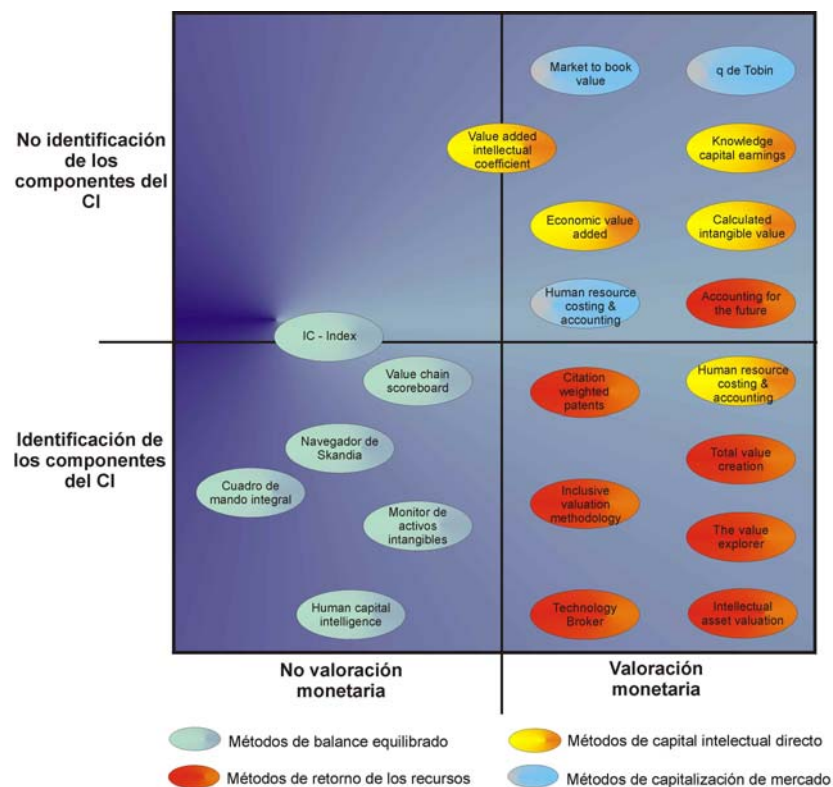 Market to book
value
q de Tobin
No identificación
de los
componentes del
CI
Value added
intellectual
coefficient
Knowledge
capital earnings
Economic value
added
Calculated
intangible value
Human resource
costing &
accounting
Accounting for
the future
IC - Index
Value chain
scoreboard
Citation
weighted
patents
Human resource
costing &
accounting
Identificación de
los componentes
del CI
Navegador de
Skandia
Total value
creation
Cuadro de
mando integral
Inclusive
valuation
methodology
Monitor de
activos
intangibles
The value
explorer
Human capital
intelligence
Technology
Broker
Intellectual
asset valuation
No valoración
monetaria
Valoración
monetaria
Métodos de balance equilibrado
Métodos de capital intelectual directo
Métodos de retorno de los recursos
Métodos de capitalización de mercado